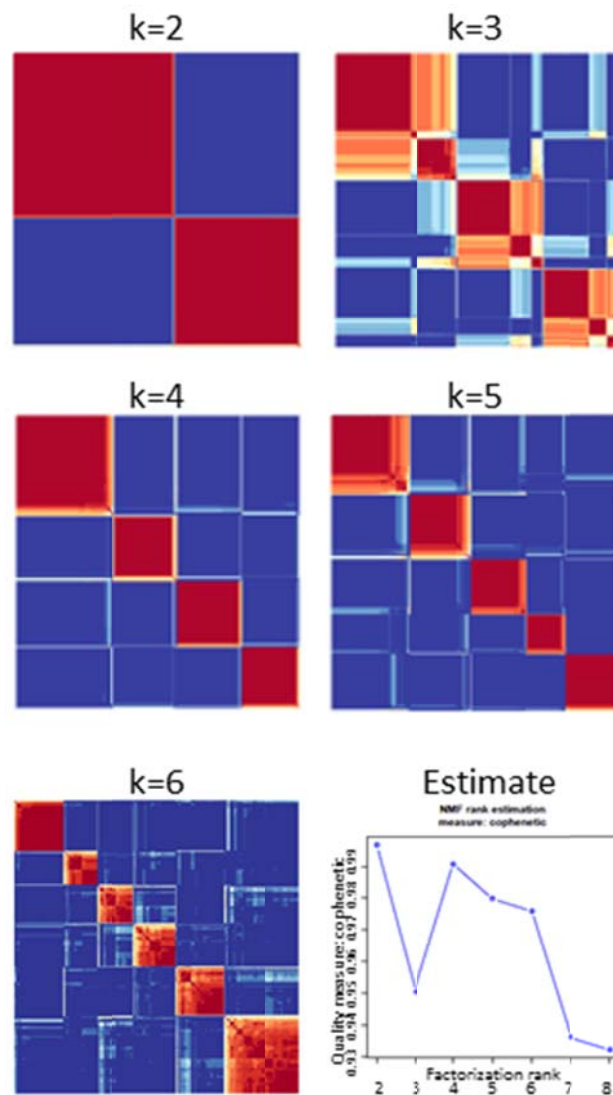 k=2
k=3
k=4
k=5
k=6
Estimate
NMF rank estimation
measure: cophenetic
Quality measure: cophenetic
0.99
0.98
0.97
0.96
0.95
0.94
0.93
Factorization rank
2 3 4 5 6 7 8